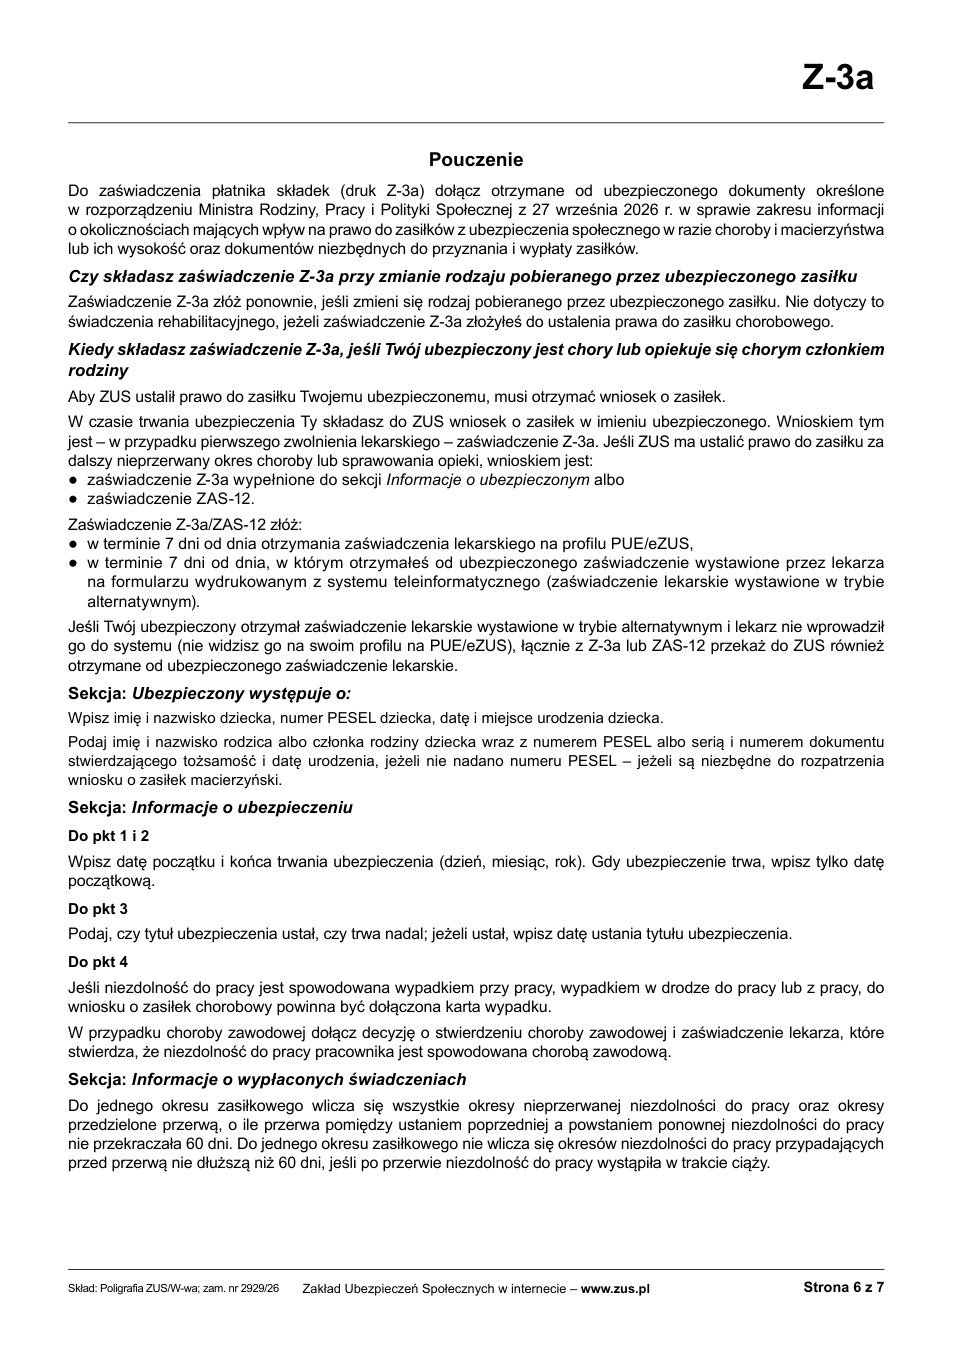 Z-3a
Pouczenie
Do zaświadczenia płatnika składek (druk Z-3a) dołącz otrzymane od ubezpieczonego dokumenty określone
w rozporządzeniu Ministra Rodziny, Pracy i Polityki Społecznej z 27 września 2026 r. w sprawie zakresu informacji
o okolicznościach mających wpływ na prawo do zasiłków z ubezpieczenia społecznego w razie choroby i macierzyństwa
lub ich wysokość oraz dokumentów niezbędnych do przyznania i wypłaty zasiłków.
Czy składasz zaświadczenie Z-3a przy zmianie rodzaju pobieranego przez ubezpieczonego zasiłku
Zaświadczenie Z-3a złóż ponownie, jeśli zmieni się rodzaj pobieranego przez ubezpieczonego zasiłku. Nie dotyczy to
świadczenia rehabilitacyjnego, jeżeli zaświadczenie Z-3a złożyłeś do ustalenia prawa do zasiłku chorobowego.
Kiedy składasz zaświadczenie Z-3a, jeśli Twój ubezpieczony jest chory lub opiekuje się chorym członkiem
rodziny
Aby ZUS ustalił prawo do zasiłku Twojemu ubezpieczonemu, musi otrzymać wniosek o zasiłek.
W czasie trwania ubezpieczenia Ty składasz do ZUS wniosek o zasiłek w imieniu ubezpieczonego. Wnioskiem tym
jest – w przypadku pierwszego zwolnienia lekarskiego – zaświadczenie Z-3a. Jeśli ZUS ma ustalić prawo do zasiłku za
dalszy nieprzerwany okres choroby lub sprawowania opieki, wnioskiem jest:
● zaświadczenie Z-3a wypełnione do sekcji Informacje o ubezpieczonym albo
● zaświadczenie ZAS-12.
Zaświadczenie Z-3a/ZAS-12 złóż:
● w terminie 7 dni od dnia otrzymania zaświadczenia lekarskiego na profilu PUE/eZUS,
● w terminie 7 dni od dnia, w którym otrzymałeś od ubezpieczonego zaświadczenie wystawione przez lekarza
na formularzu wydrukowanym z systemu teleinformatycznego (zaświadczenie lekarskie wystawione w trybie
alternatywnym).
Jeśli Twój ubezpieczony otrzymał zaświadczenie lekarskie wystawione w trybie alternatywnym i lekarz nie wprowadził
go do systemu (nie widzisz go na swoim profilu na PUE/eZUS), łącznie z Z-3a lub ZAS-12 przekaż do ZUS również
otrzymane od ubezpieczonego zaświadczenie lekarskie.
Sekcja: Ubezpieczony występuje o:
Wpisz imię i nazwisko dziecka, numer PESEL dziecka, datę i miejsce urodzenia dziecka.
Podaj imię i nazwisko rodzica albo członka rodziny dziecka wraz z numerem PESEL albo serią i numerem dokumentu
stwierdzającego tożsamość i datę urodzenia, jeżeli nie nadano numeru PESEL – jeżeli są niezbędne do rozpatrzenia
wniosku o zasiłek macierzyński.
Sekcja: Informacje o ubezpieczeniu
Do pkt 1 i 2
Wpisz datę początku i końca trwania ubezpieczenia (dzień, miesiąc, rok). Gdy ubezpieczenie trwa, wpisz tylko datę
początkową.
Do pkt 3
Podaj, czy tytuł ubezpieczenia ustał, czy trwa nadal; jeżeli ustał, wpisz datę ustania tytułu ubezpieczenia.
Do pkt 4
Jeśli niezdolność do pracy jest spowodowana wypadkiem przy pracy, wypadkiem w drodze do pracy lub z pracy, do
wniosku o zasiłek chorobowy powinna być dołączona karta wypadku.
W przypadku choroby zawodowej dołącz decyzję o stwierdzeniu choroby zawodowej i zaświadczenie lekarza, które
stwierdza, że niezdolność do pracy pracownika jest spowodowana chorobą zawodową.
Sekcja: Informacje o wypłaconych świadczeniach
Do jednego okresu zasiłkowego wlicza się wszystkie okresy nieprzerwanej niezdolności do pracy oraz okresy
przedzielone przerwą, o ile przerwa pomiędzy ustaniem poprzedniej a powstaniem ponownej niezdolności do pracy
nie przekraczała 60 dni. Do jednego okresu zasiłkowego nie wlicza się okresów niezdolności do pracy przypadających
przed przerwą nie dłuższą niż 60 dni, jeśli po przerwie niezdolność do pracy wystąpiła w trakcie ciąży.
Skład: Poligrafia ZUS/W-wa; zam. nr 2929/26 Zakład Ubezpieczeń Społecznych w internecie – www.zus.pl Strona 6 z 7